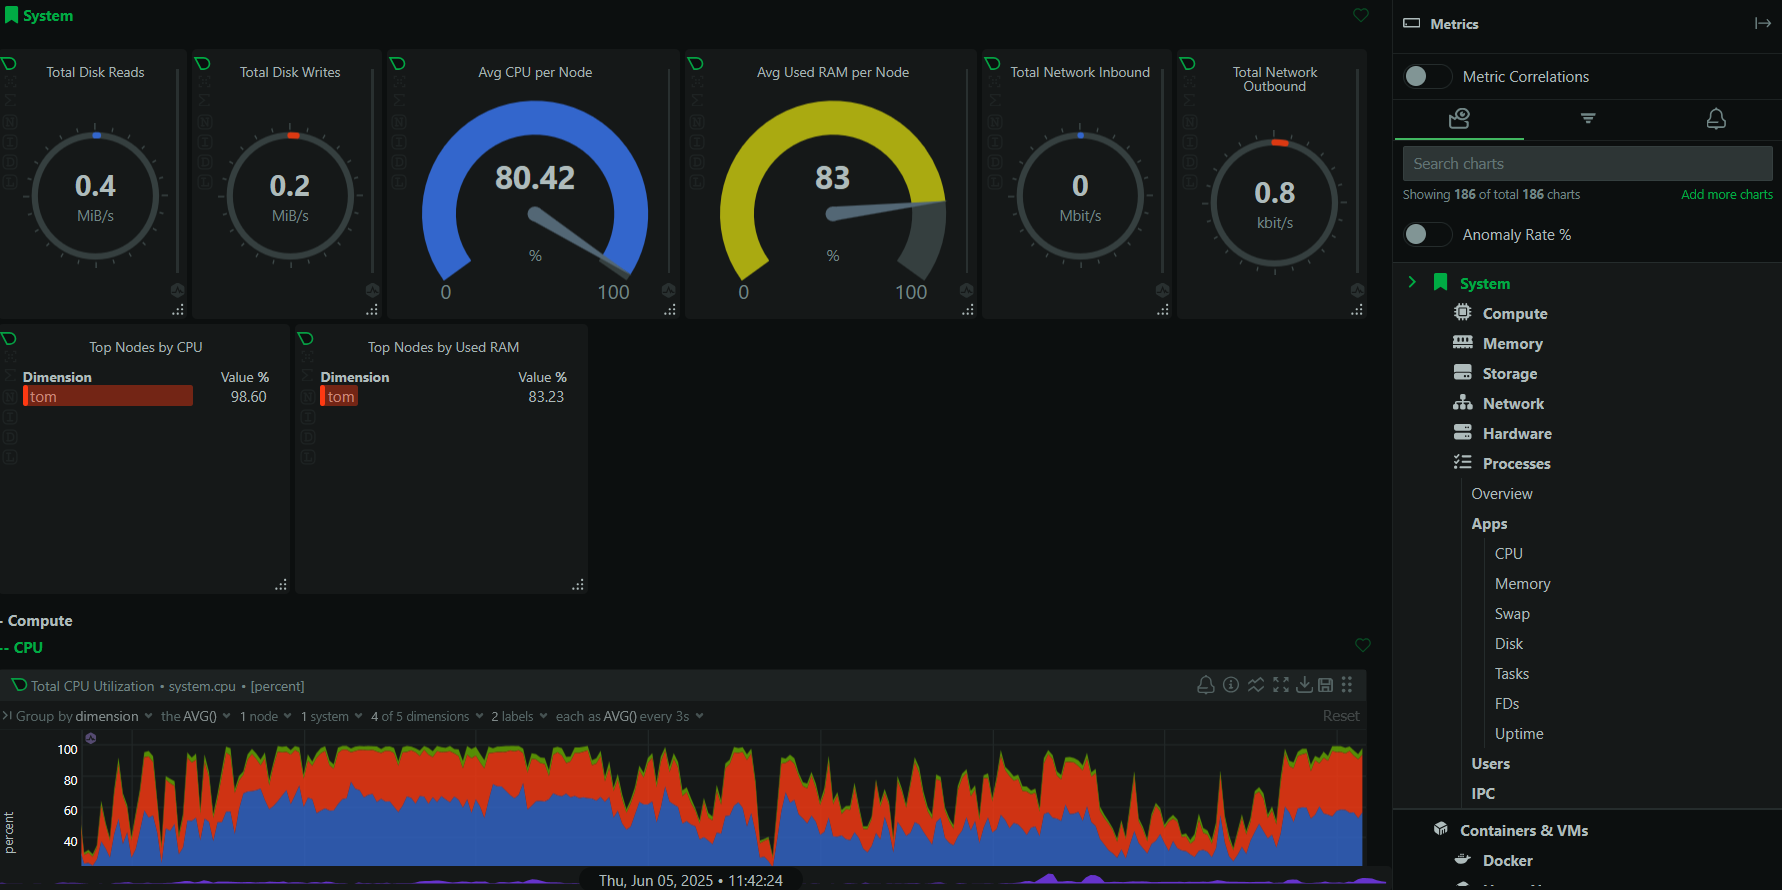 System
Metrics
Metric Correlations
Total Disk Reads
0.4
MiB/s
Total Disk Writes
0.2
MiB/s
Avg CPU per Node
80.42
%
0 100
Avg Used RAM per Node
83
%
0 100
Total Network Inbound
0
Mbit/s
Total Network
Outbound
0.8
kbit/s
Top Nodes by CPU
Dimension Value %
tom 98.60
Top Nodes by Used RAM
Dimension Value %
tom 83.23
- Compute
-- CPU
Total CPU Utilization • system.cpu • [percent]
Group by dimension the AVG() 1 node 1 system 4 of 5 dimensions 2 labels each as AVG() every 3s Reset
100
80
60
40
percent
Thu, Jun 05, 2025 • 11:42:24
Search charts
Showing 186 of total 186 charts Add more charts
Anomaly Rate %
System
Compute
Memory
Storage
Network
Hardware
Processes
Overview
Apps
CPU
Memory
Swap
Disk
Tasks
FDs
Uptime
Users
IPC
Containers & VMs
Docker